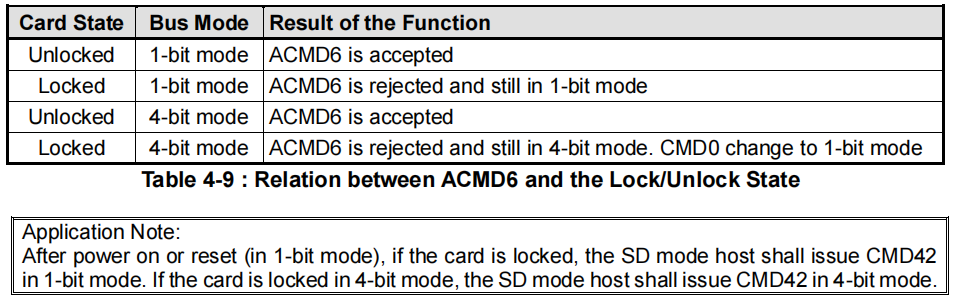 Card State Bus Mode Result of the Function
Unlocked 1-bit mode ACMD6 is accepted
Locked 1-bit mode ACMD6 is rejected and still in 1-bit mode
Unlocked 4-bit mode ACMD6 is accepted
Locked 4-bit mode ACMD6 is rejected and still in 4-bit mode. CMD0 change to 1-bit mode
Table 4-9 : Relation between ACMD6 and the Lock/Unlock State
Application Note:
After power on or reset (in 1-bit mode), if the card is locked, the SD mode host shall issue CMD42
in 1-bit mode. If the card is locked in 4-bit mode, the SD mode host shall issue CMD42 in 4-bit mode.